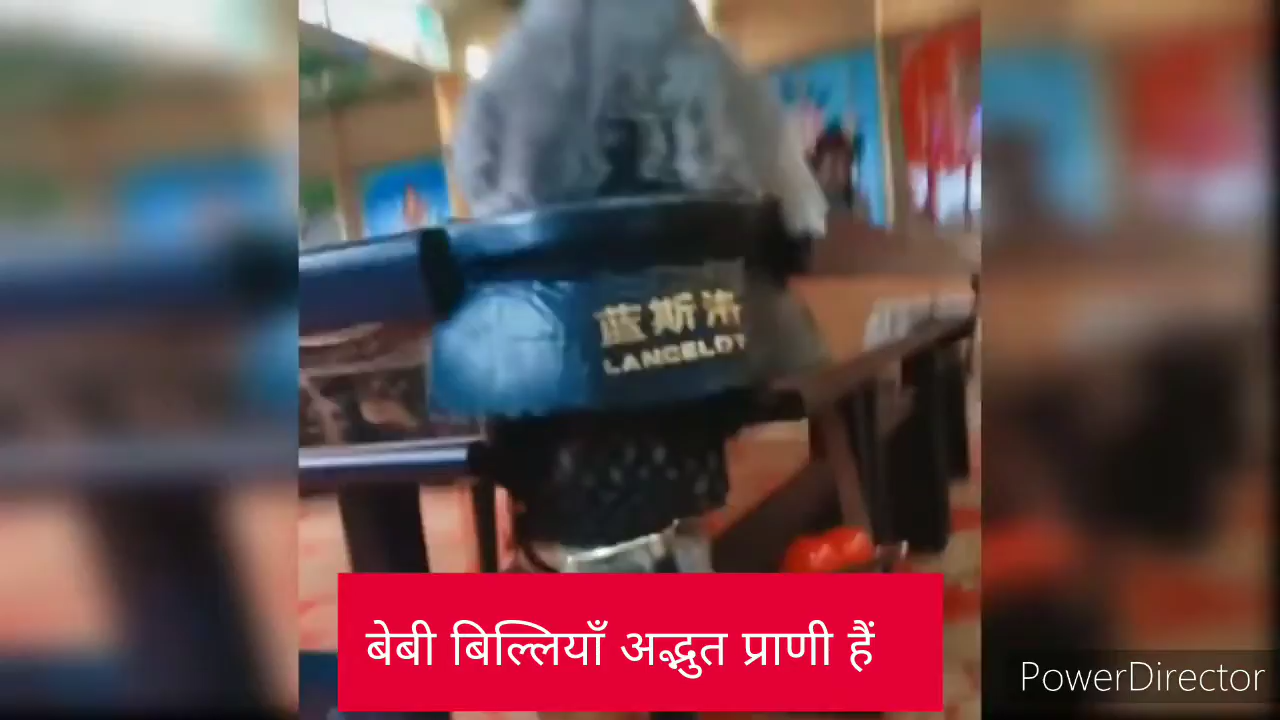 蓝斯洛
LANCELOT
बेबी बिल्लियाँ अद्भुत प्राणी हैं
PowerDirector